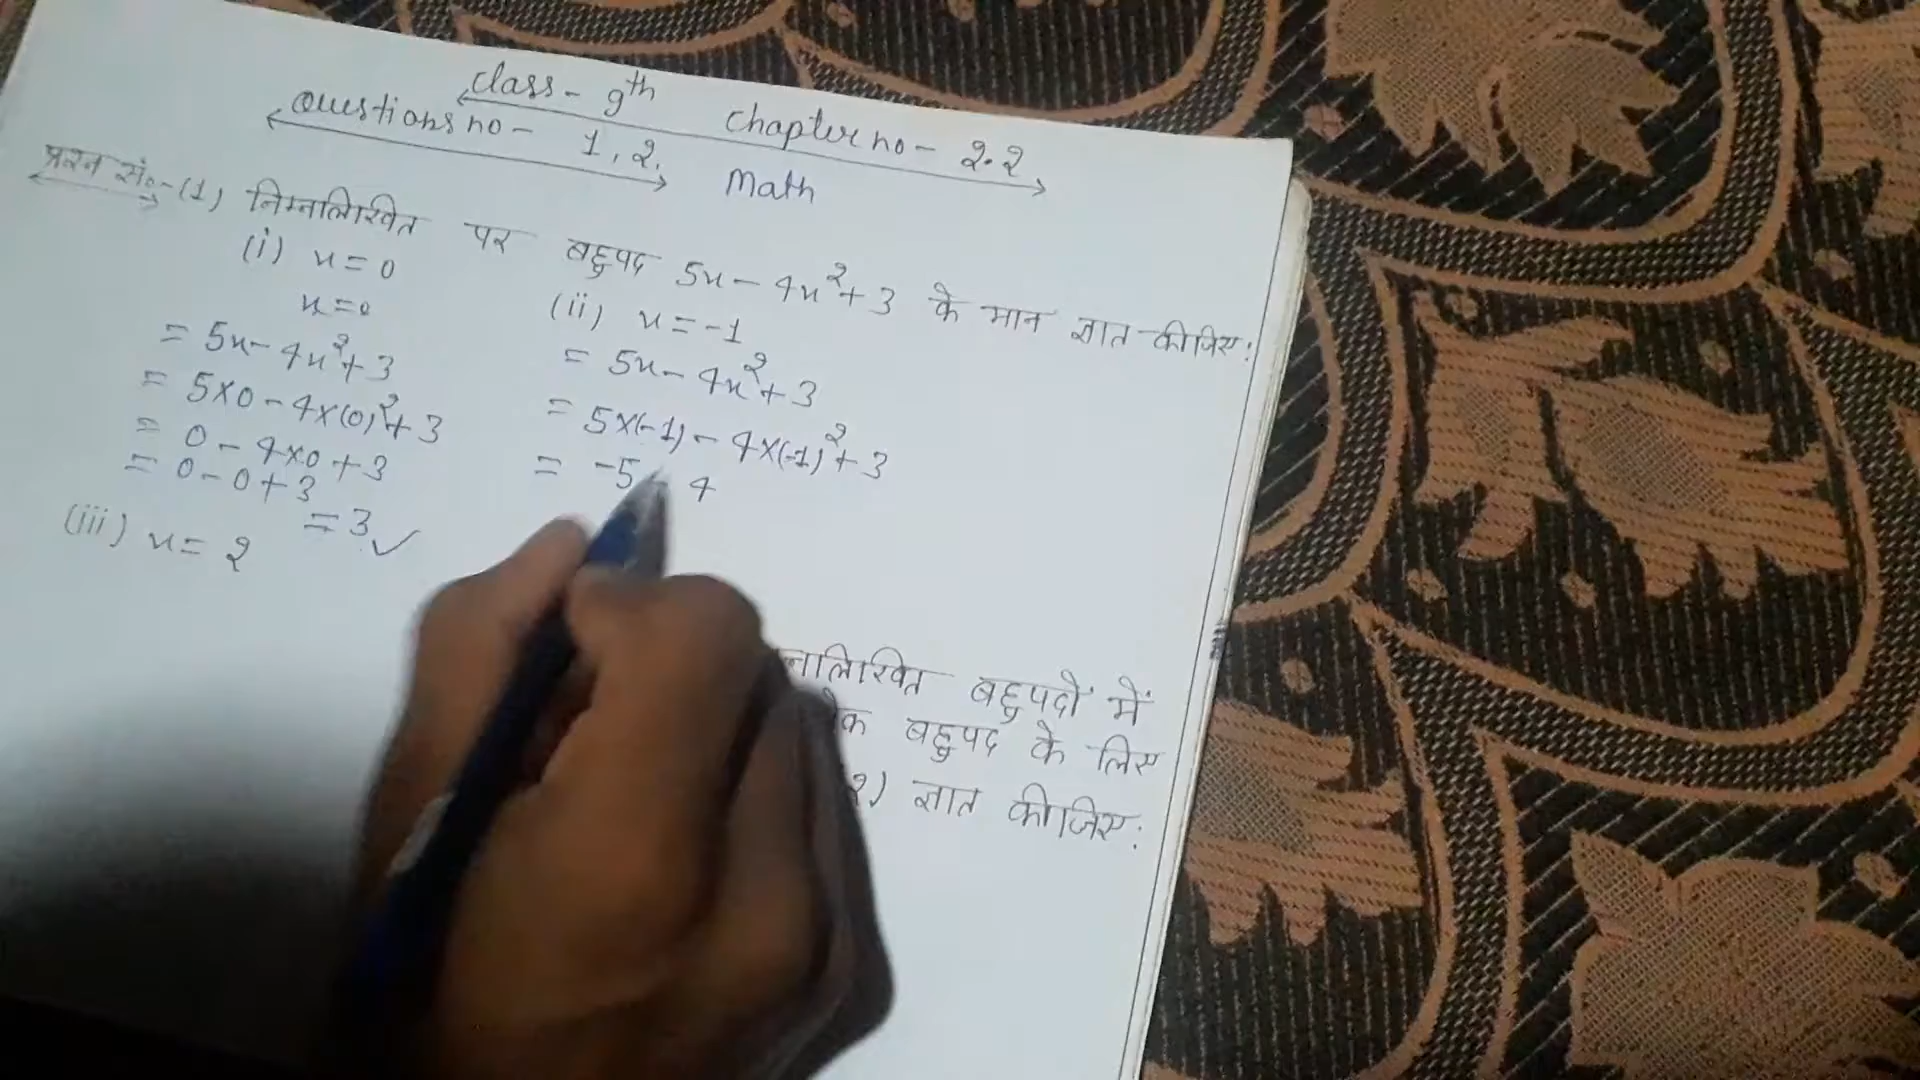 class - 9th chapter no - 2.2
Questions no - 1, 2. Math
प्रश्न सं० - (1) निम्नलिखित पर बहुपद 5x - 4x² + 3 के मान ज्ञात कीजिए:
(i) x = 0
x = 0
= 5x - 4x² + 3
= 5×0 - 4×(0)² + 3
= 0 - 4×0 + 3
= 0 - 0 + 3
= 3 ✓
(ii) x = -1
= 5x - 4x² + 3
= 5×(-1) - 4×(-1)² + 3
= -5 - 4
(iii) x = 2
बहुपदों में
बहुपद के लिए
ज्ञात कीजिए: